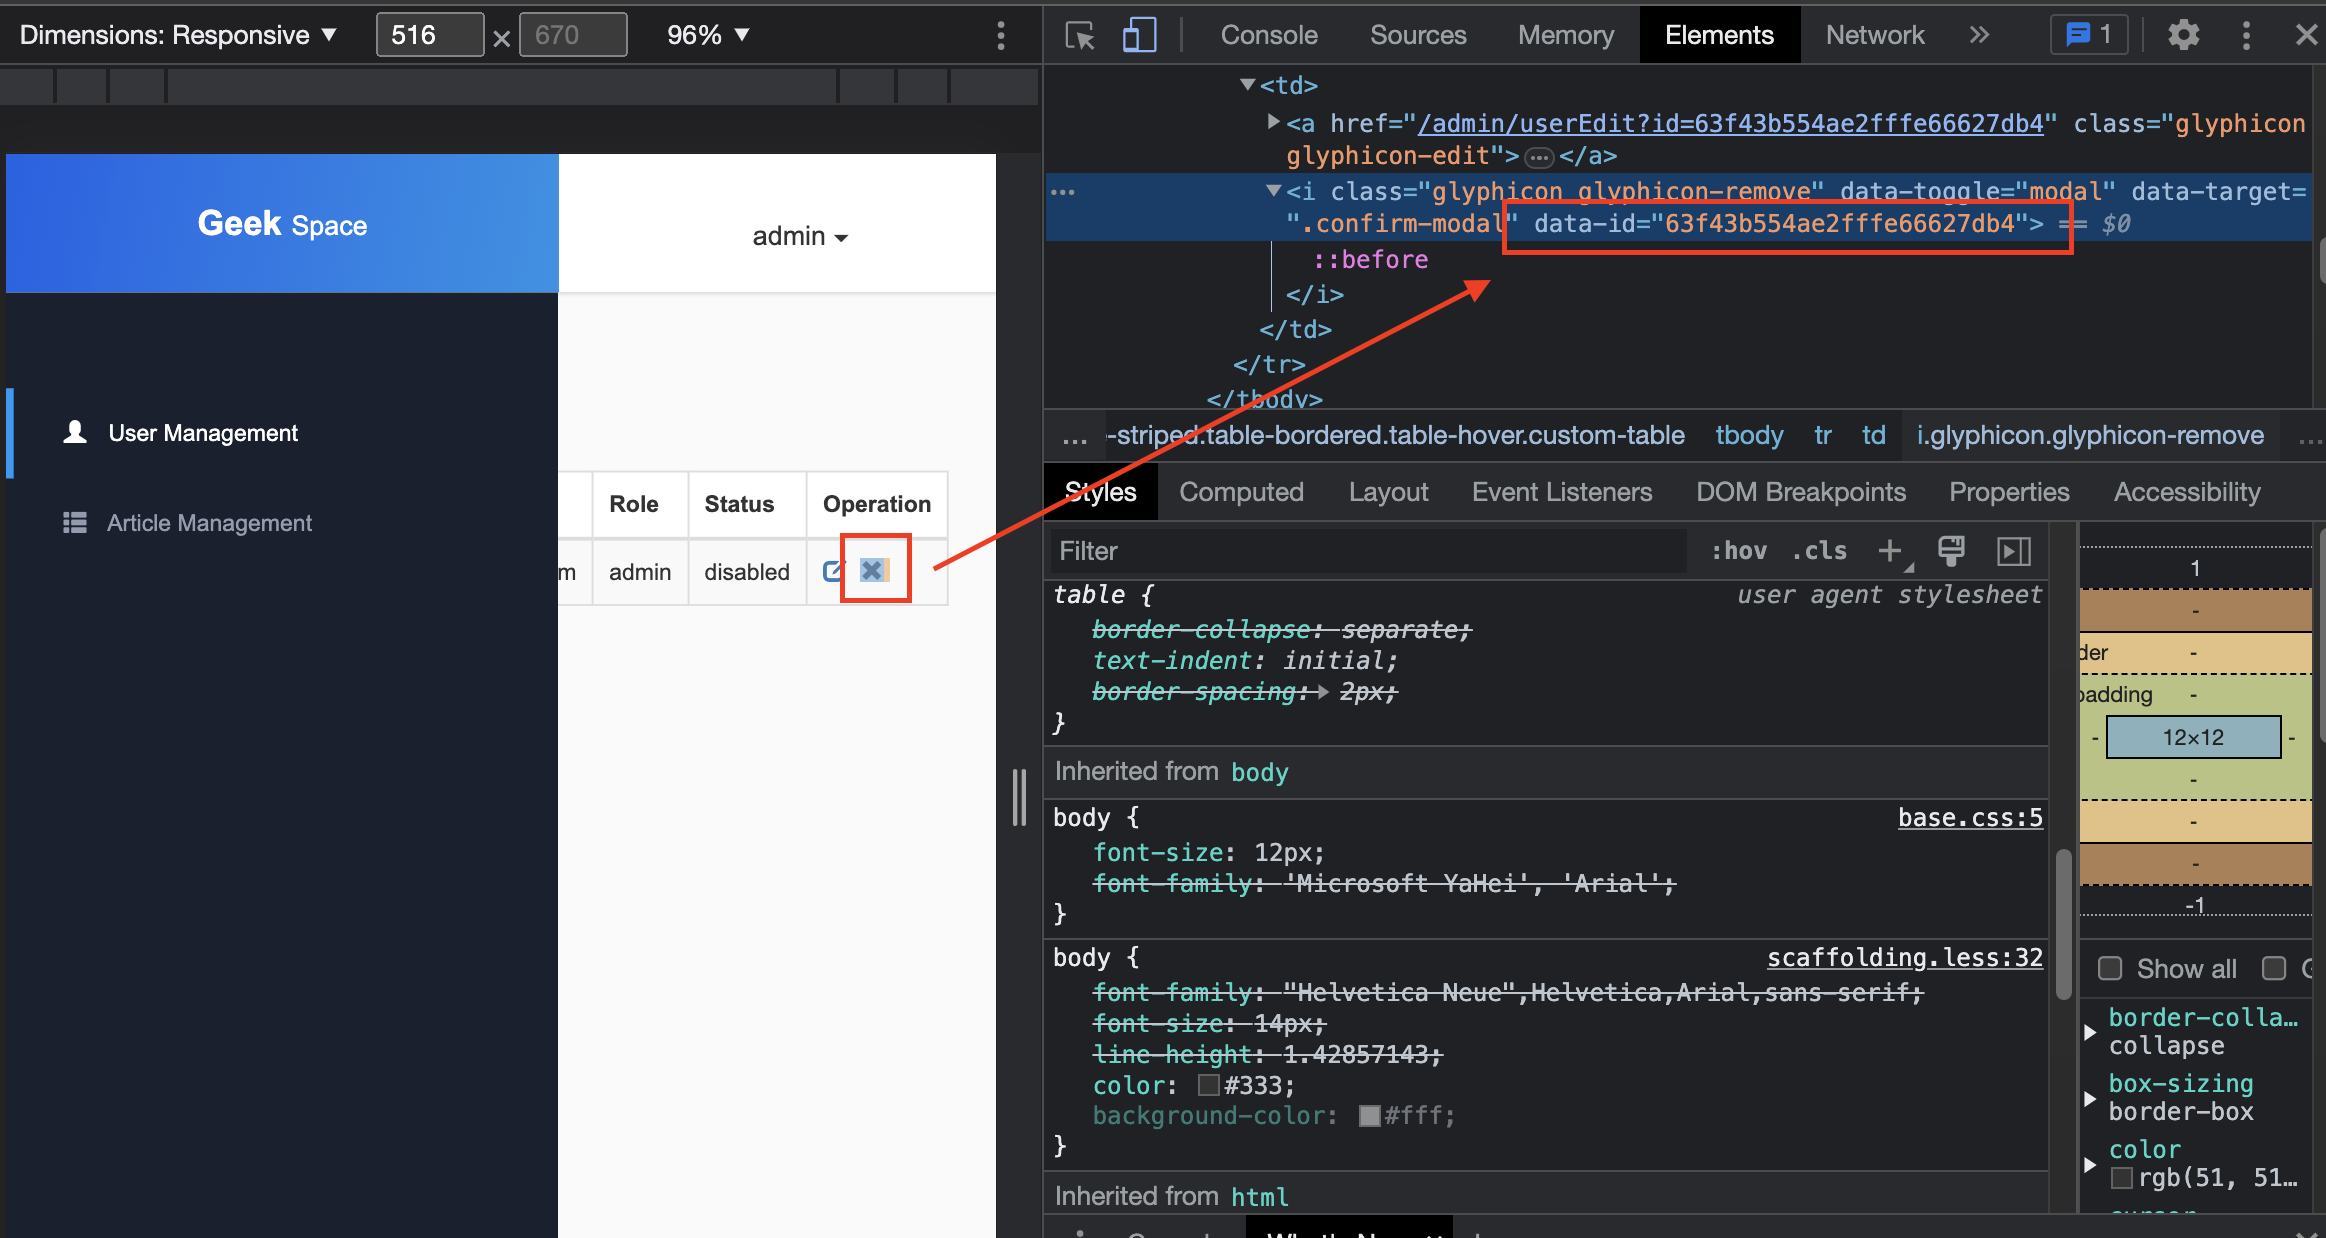 Dimensions: Responsive ▼ 516 × 670 96% ▼
Console Sources Memory Elements Network » 1
Geek Space
admin
User Management
Article Management
Role Status Operation
m admin disabled
▼<td>
▶<a href="/admin/userEdit?id=63f43b554ae2fffe66627db4" class="glyphicon
glyphicon-edit">…</a>
… ▼<i class="glyphicon glyphicon-remove" data-toggle="modal" data-target=
".confirm-modal" data-id="63f43b554ae2fffe66627db4"> == $0
::before
</i>
</td>
</tr>
</tbody>
… -striped.table-bordered.table-hover.custom-table tbody tr td i.glyphicon.glyphicon-remove …
Styles Computed Layout Event Listeners DOM Breakpoints Properties Accessibility
Filter :hov .cls +
table { user agent stylesheet
border-collapse: separate;
text-indent: initial;
border-spacing: ▶ 2px;
}
Inherited from body
body { base.css:5
font-size: 12px;
font-family: 'Microsoft YaHei', 'Arial';
}
body { scaffolding.less:32
font-family: "Helvetica Neue",Helvetica,Arial,sans-serif;
font-size: 14px;
line-height: 1.42857143;
color: #333;
background-color: #fff;
}
Inherited from html
1
-
der -
padding -
- 12×12 -
-
-
-
-1
Show all
border-colla…
collapse
box-sizing
border-box
color
rgb(51, 51…